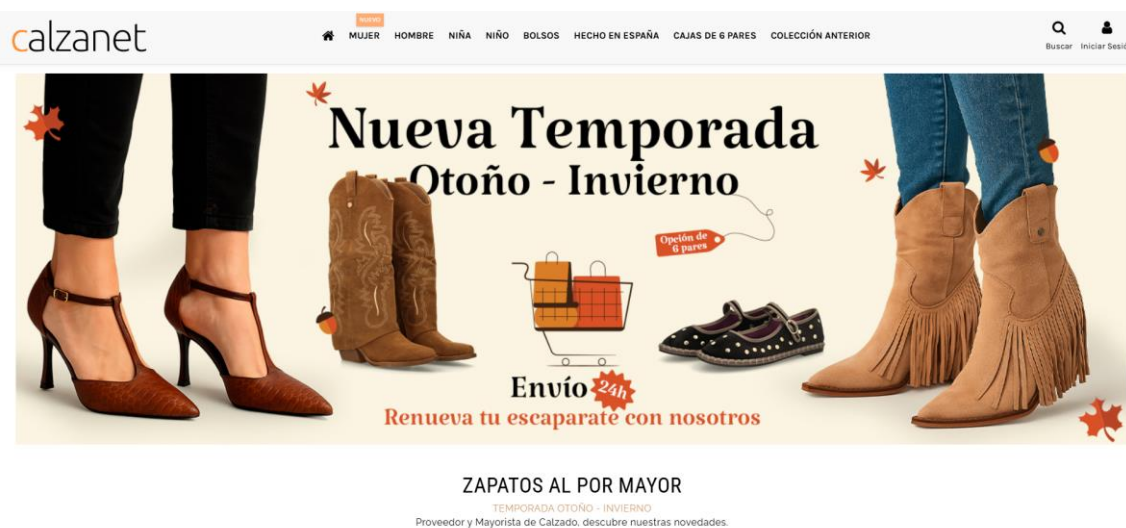 calzanet
NUEVO
MUJER HOMBRE NIÑA NIÑO BOLSOS HECHO EN ESPAÑA CAJAS DE 6 PARES COLECCIÓN ANTERIOR
Buscar Iniciar Sesió
Nueva Temporada
Otoño - Invierno
Opción de
6 pares
Envío 24h
Renueva tu escaparate con nosotros
ZAPATOS AL POR MAYOR
TEMPORADA OTOÑO - INVIERNO
Proveedor y Mayorista de Calzado, descubre nuestras novedades.